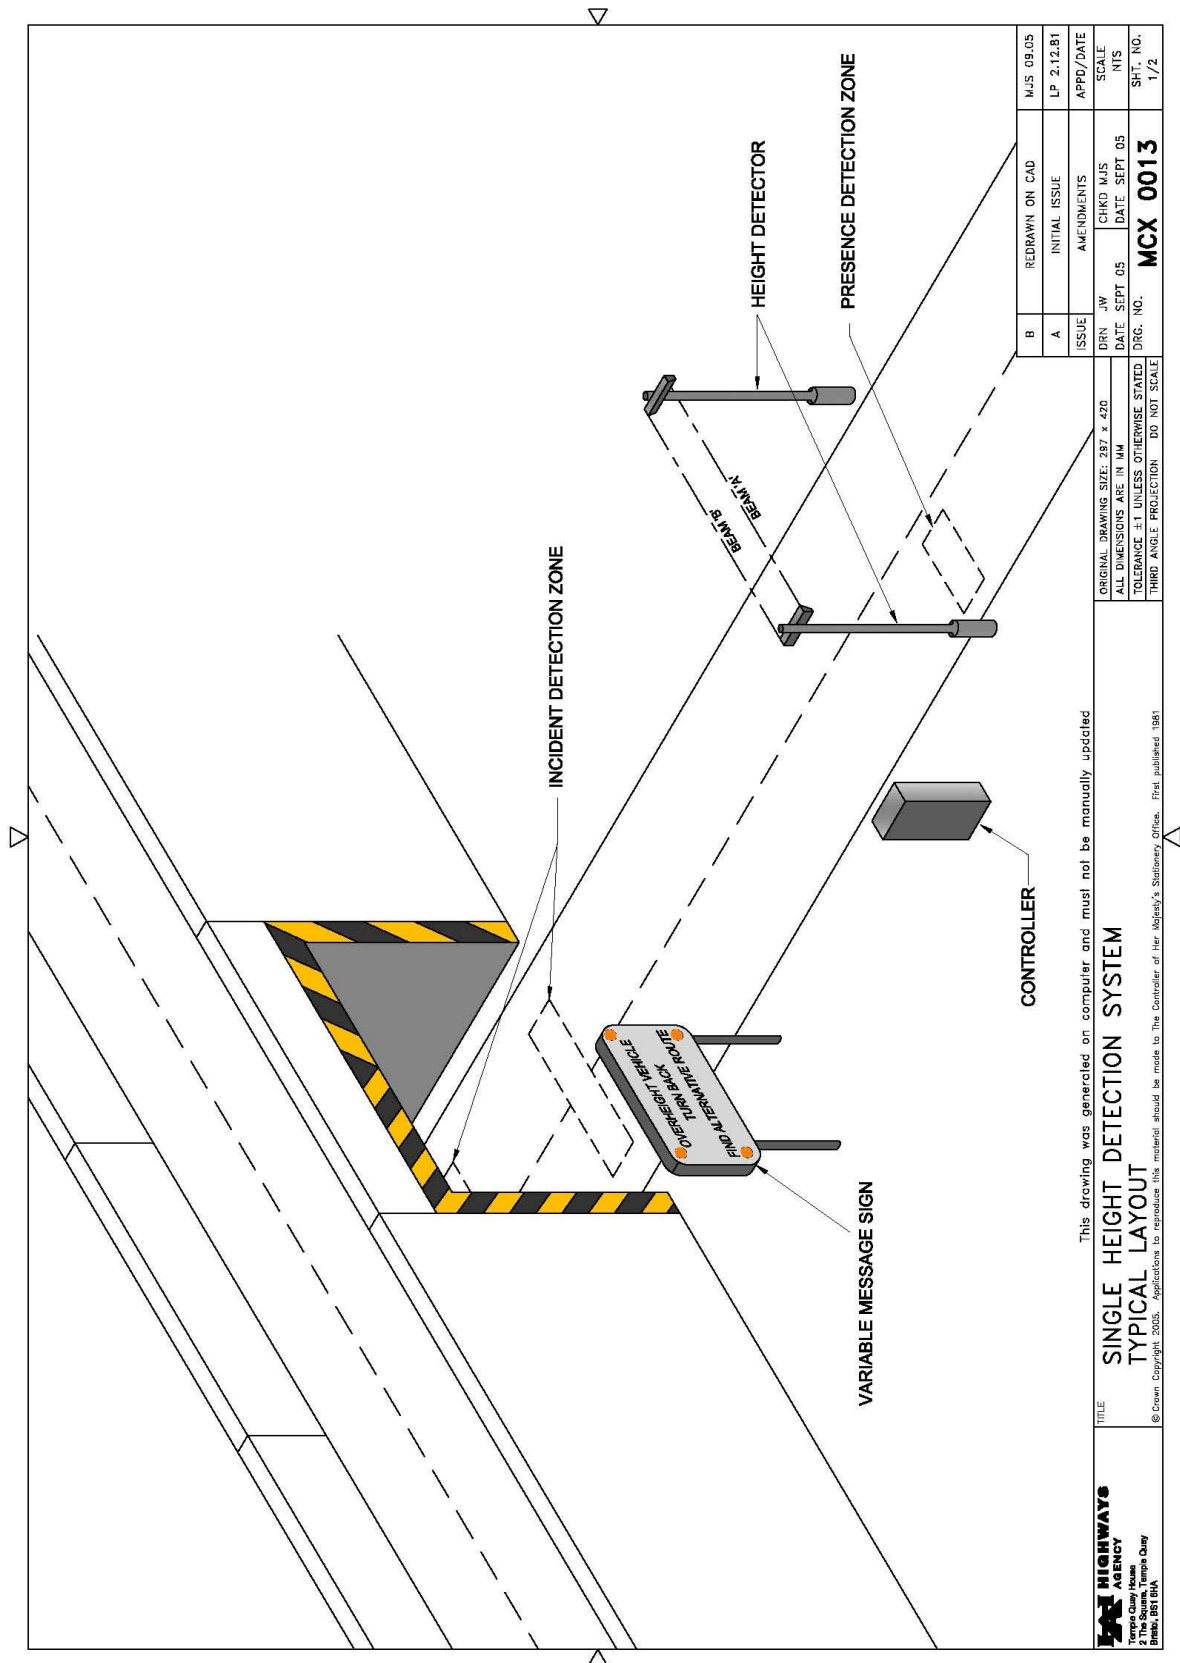 INCIDENT DETECTION ZONE
HEIGHT DETECTOR
PRESENCE DETECTION ZONE
BEAM 'B'
BEAM 'A'
OVERHEIGHT VEHICLE
TURN BACK
FIND ALTERNATIVE ROUTE
VARIABLE MESSAGE SIGN
CONTROLLER
This drawing was generated on computer and must not be manually updated
HIGHWAYS
AGENCY
Temple Quay House
2 The Square, Temple Quay
Bristol, BS1 6HA
TITLE
SINGLE HEIGHT DETECTION SYSTEM
TYPICAL LAYOUT
© Crown Copyright 2005. Applications to reproduce this material should be made to The Controller of Her Majesty's Stationery Office. First published 1981
ORIGINAL DRAWING SIZE: 297 x 420
ALL DIMENSIONS ARE IN MM
TOLERANCE ±1 UNLESS OTHERWISE STATED
THIRD ANGLE PROJECTION DO NOT SCALE
B REDRAWN ON CAD MJS 09.05
A INITIAL ISSUE LP 2.12.81
ISSUE AMENDMENTS APPD/DATE
DRN JW CHKD MJS SCALE
DATE SEPT 05 DATE SEPT 05 NTS
DRG. NO. MCX 0013 SHT. NO.
1/2